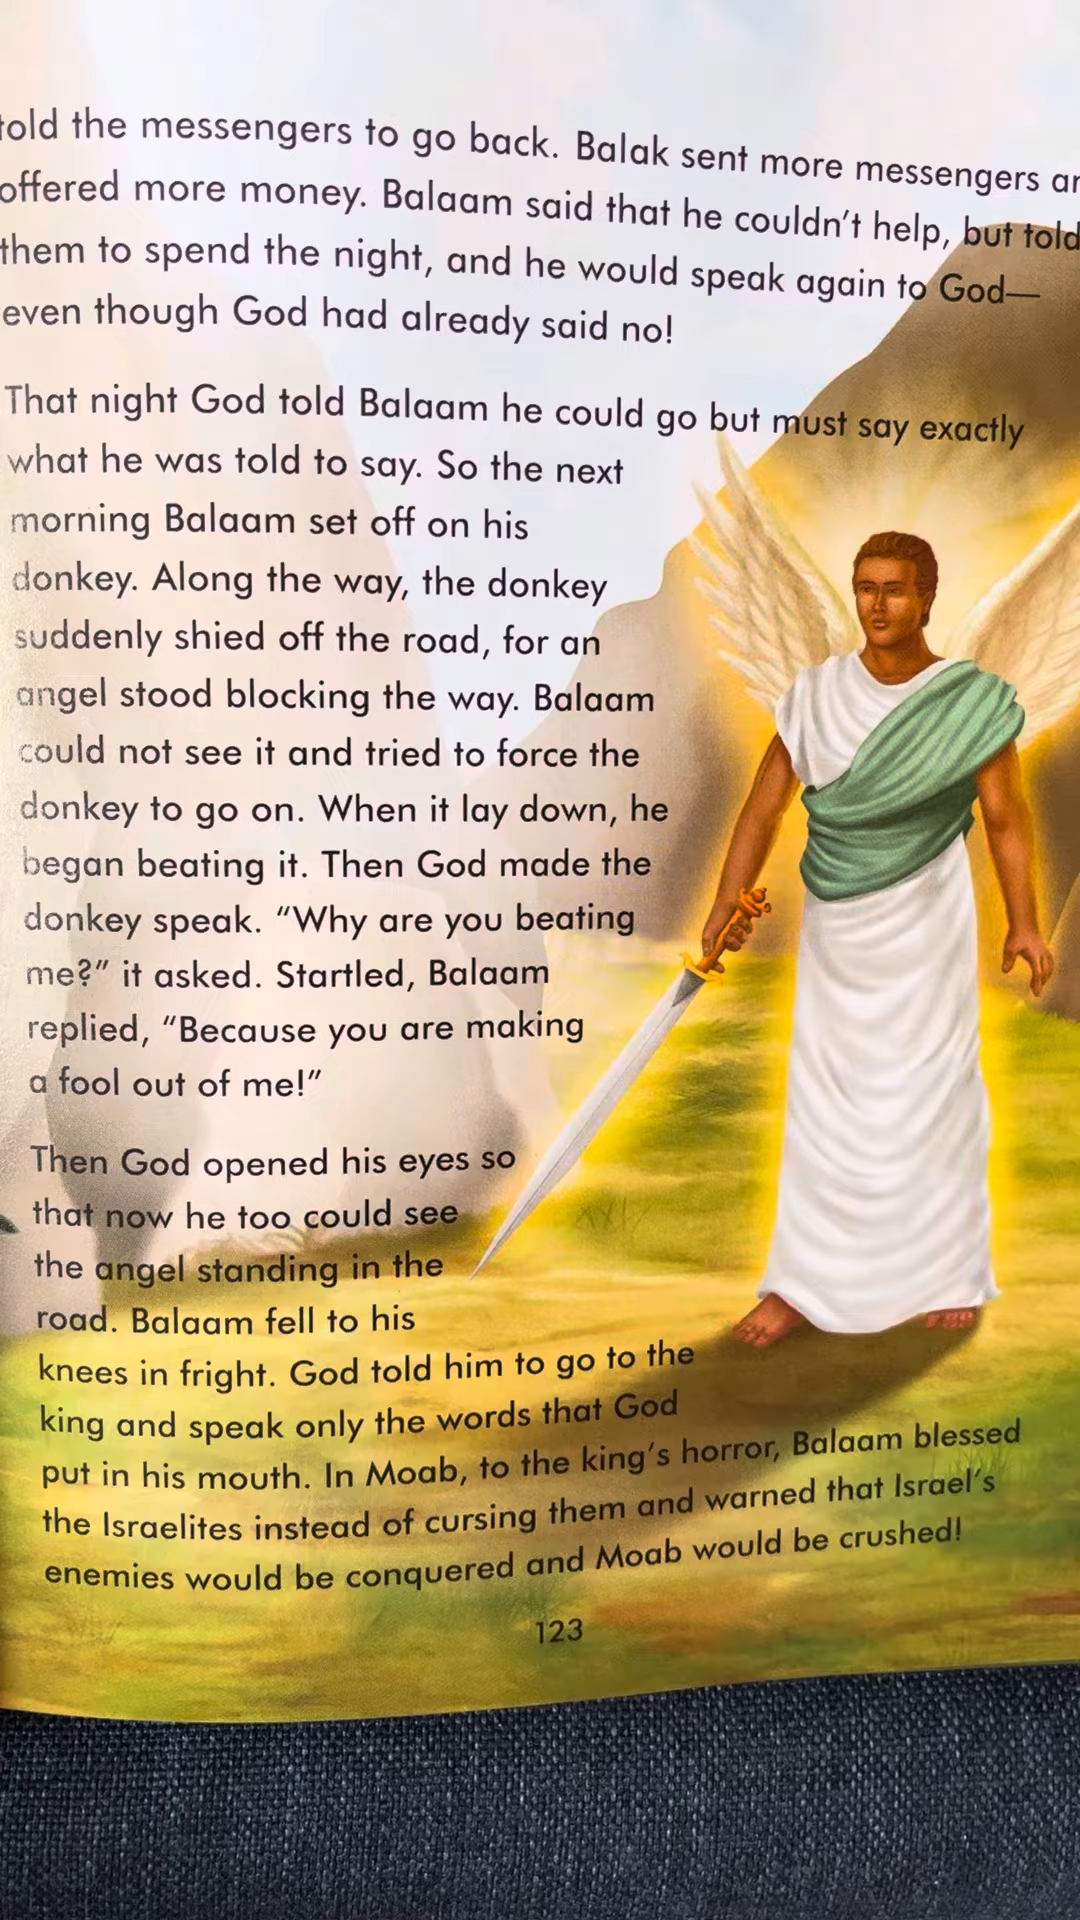 told the messengers to go back. Balak sent more messengers
offered more money. Balaam said that he couldn't help, but told
them to spend the night, and he would speak again to God—
even though God had already said no!
That night God told Balaam he could go but must say exactly
what he was told to say. So the next
morning Balaam set off on his
donkey. Along the way, the donkey
suddenly shied off the road, for an
angel stood blocking the way. Balaam
could not see it and tried to force the
donkey to go on. When it lay down, he
began beating it. Then God made the
donkey speak. “Why are you beating
me?” it asked. Startled, Balaam
replied, “Because you are making
a fool out of me!”
Then God opened his eyes so
that now he too could see
the angel standing in the
road. Balaam fell to his
knees in fright. God told him to go to the
king and speak only the words that God
put in his mouth. In Moab, to the king's horror, Balaam blessed
the Israelites instead of cursing them and warned that Israel's
enemies would be conquered and Moab would be crushed!
123